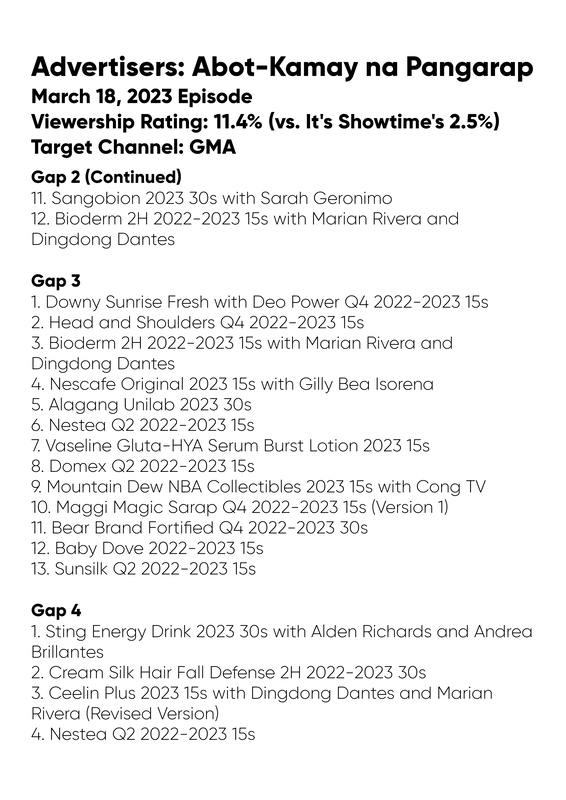 Advertisers: Abot-Kamay na Pangarap
March 18, 2023 Episode
Viewership Rating: 11.4% (vs. It's Showtime's 2.5%)
Target Channel: GMA
Gap 2 (Continued)
11. Sangobion 2023 30s with Sarah Geronimo
12. Bioderm 2H 2022-2023 15s with Marian Rivera and
Dingdong Dantes
Gap 3
1. Downy Sunrise Fresh with Deo Power Q4 2022-2023 15s
2. Head and Shoulders Q4 2022-2023 15s
3. Bioderm 2H 2022-2023 15s with Marian Rivera and
Dingdong Dantes
4. Nescafe Original 2023 15s with Gilly Bea Isorena
5. Alagang Unilab 2023 30s
6. Nestea Q2 2022-2023 15s
7. Vaseline Gluta-HYA Serum Burst Lotion 2023 15s
8. Domex Q2 2022-2023 15s
9. Mountain Dew NBA Collectibles 2023 15s with Cong TV
10. Maggi Magic Sarap Q4 2022-2023 15s (Version 1)
11. Bear Brand Fortified Q4 2022-2023 30s
12. Baby Dove 2022-2023 15s
13. Sunsilk Q2 2022-2023 15s
Gap 4
1. Sting Energy Drink 2023 30s with Alden Richards and Andrea
Brillantes
2. Cream Silk Hair Fall Defense 2H 2022-2023 30s
3. Ceelin Plus 2023 15s with Dingdong Dantes and Marian
Rivera (Revised Version)
4. Nestea Q2 2022-2023 15s